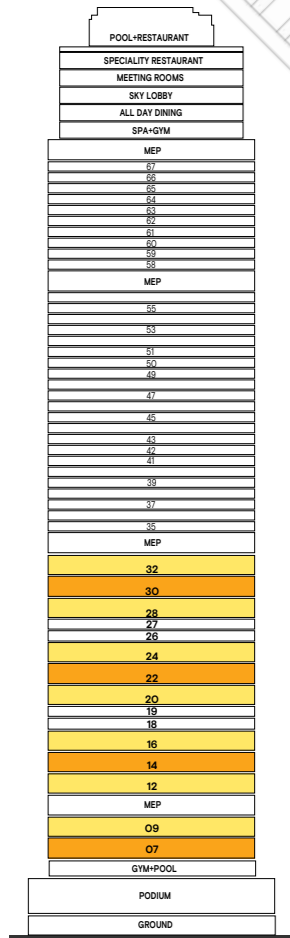 POOL+RESTAURANT
SPECIALITY RESTAURANT
MEETING ROOMS
SKY LOBBY
ALL DAY DINING
SPA+GYM
MEP
67
66
65
64
63
62
61
60
59
58
MEP
55
53
51
50
49
47
45
43
42
41
39
37
35
MEP
32
30
28
27
26
24
22
20
19
18
16
14
12
MEP
09
07
GYM+POOL
PODIUM
GROUND